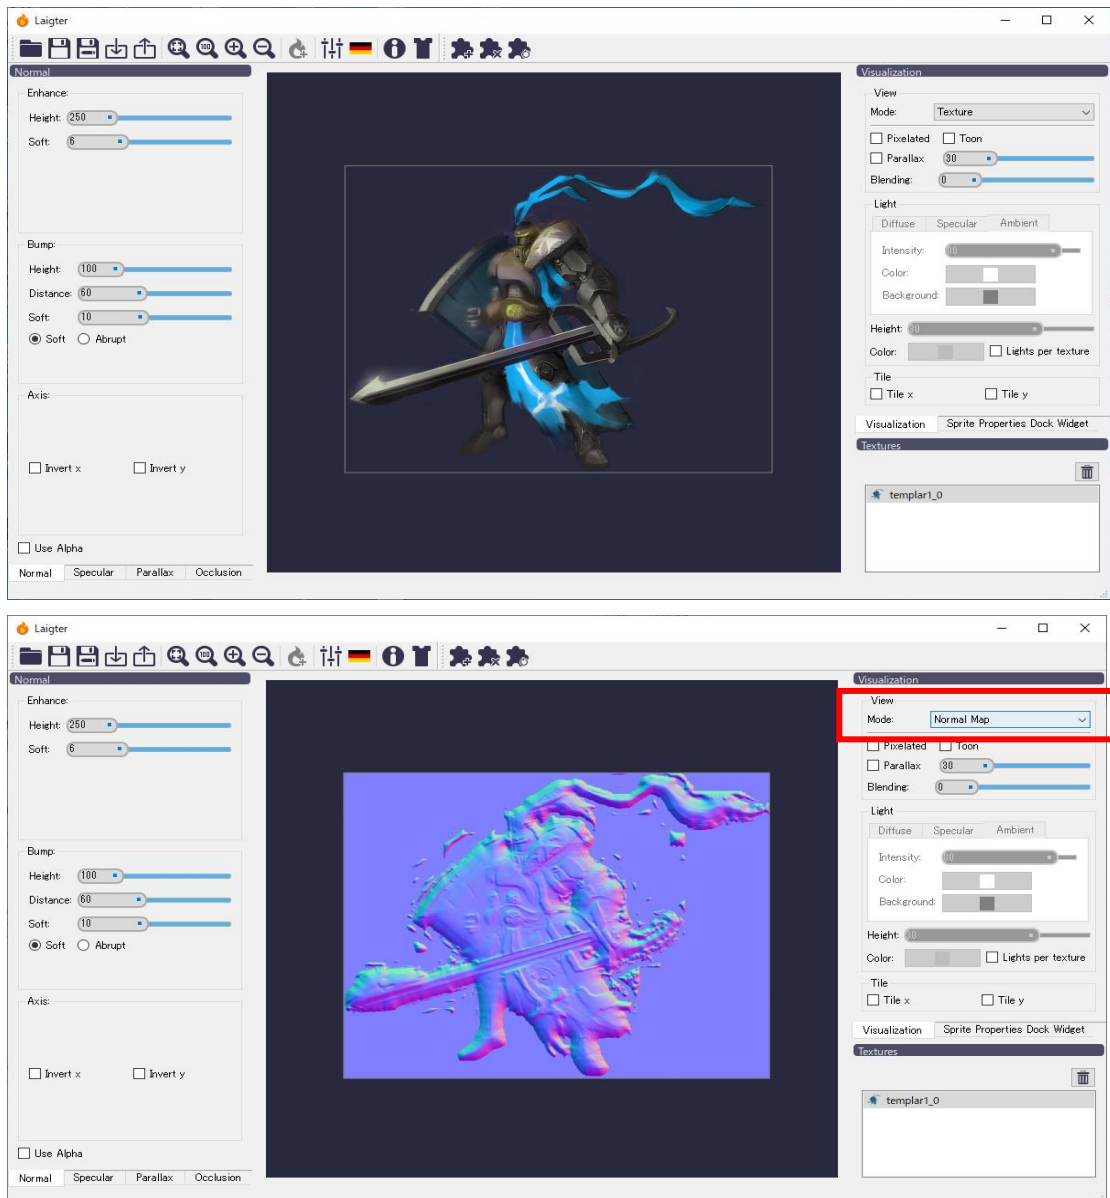 Laigter
Normal
Enhance:
Height: 250
Soft: 6
Bump:
Height: 100
Distance: 60
Soft: 10
Soft Abrupt
Axis:
Invert x Invert y
Use Alpha
Normal Specular Parallax Occlusion
Visualization
View
Mode: Texture
Pixelated Toon
Parallax 30
Blending: 0
Light
Diffuse Specular Ambient
Intensity:
Color:
Background:
Height:
Color: Lights per texture
Tile
Tile x Tile y
Visualization Sprite Properties Dock Widget
Textures
templar1_0
Laigter
Normal
Enhance:
Height: 250
Soft: 6
Bump:
Height: 100
Distance: 60
Soft: 10
Soft Abrupt
Axis:
Invert x Invert y
Use Alpha
Normal Specular Parallax Occlusion
Visualization
View
Mode: Normal Map
Pixelated Toon
Parallax 30
Blending: 0
Light
Diffuse Specular Ambient
Intensity:
Color:
Background:
Height:
Color: Lights per texture
Tile
Tile x Tile y
Visualization Sprite Properties Dock Widget
Textures
templar1_0